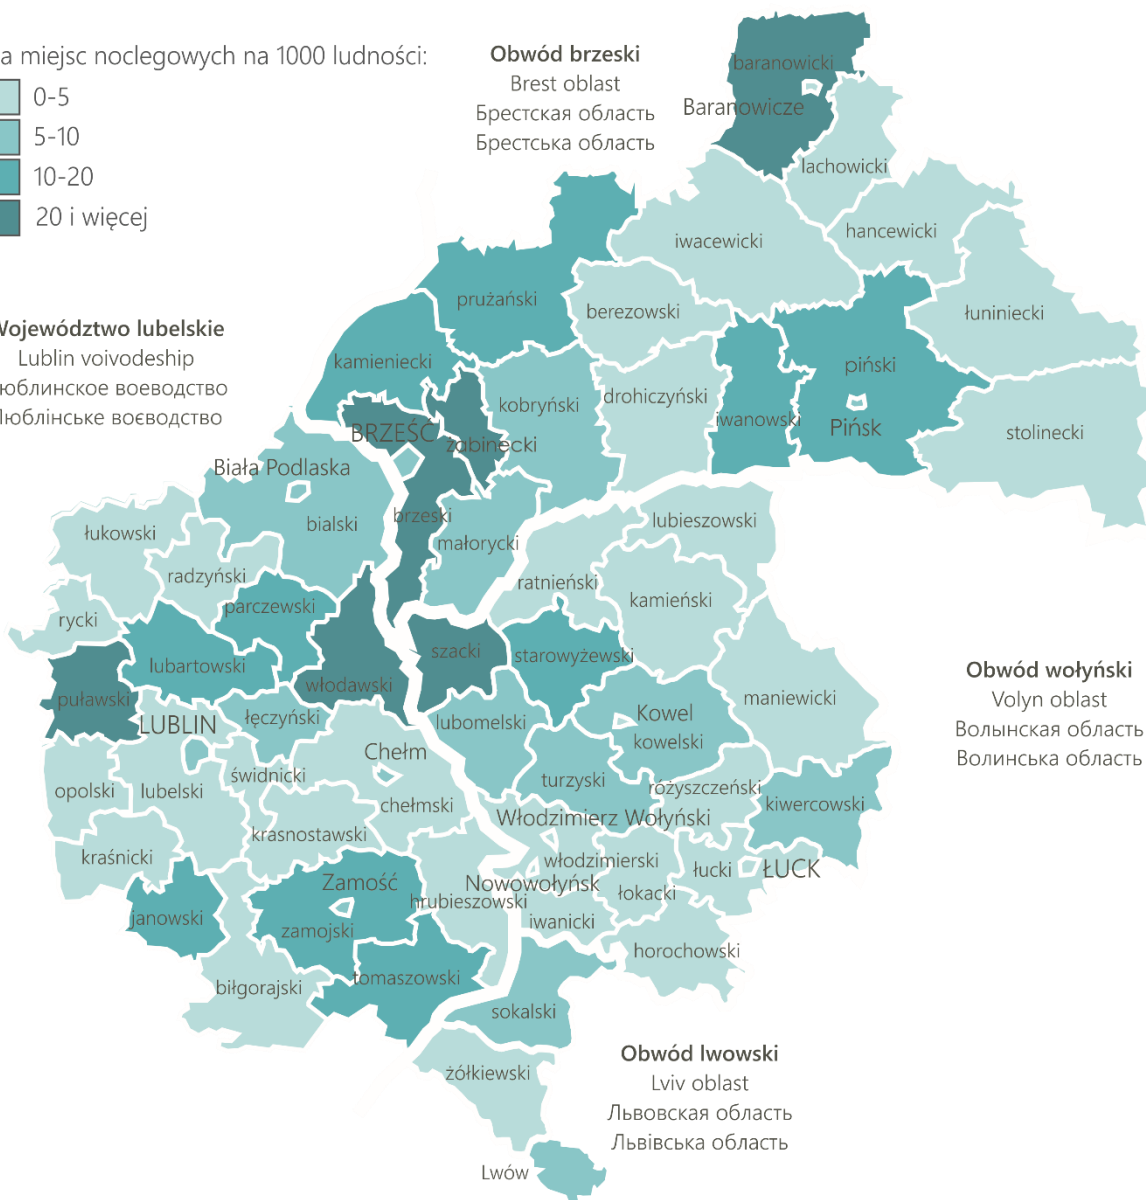 a miejsc noclegowych na 1000 ludności:
0-5
5-10
10-20
20 i więcej
Obwód brzeski
Brest oblast
Брестская область
Брестська область
baranowicki
Baranowicze
lachowicki
hancewicki
iwacewicki
prużański
berezowski
łuniniecki
kamieniecki
piński
kobryński
drohiczyński
iwanowski
Pińsk
stolinecki
BRZEŚĆ
żabinecki
Województwo lubelskie
Lublin voivodeship
юблинское воеводство
Люблінське воєводство
Biała Podlaska
bialski
brzeski
małorycki
lubieszowski
łukowski
radzyński
ratnieński
kamieński
parczewski
rycki
lubartowski
włodawski
szacki
starowyżewski
puławski
maniewicki
Obwód wołyński
Volyn oblast
Волынская область
Волинська область
LUBLIN
łęczyński
lubomelski
Kowel
kowelski
Chełm
opolski
lubelski
świdnicki
chełmski
turzyski
różyszczeński
kiwercowski
Włodzimierz Wołyński
krasnostawski
kraśnicki
włodzimierski
łucki
ŁUCK
Zamość
Nowowołyńsk
łokacki
hrubieszowski
iwanicki
janowski
zamojski
horochowski
biłgorajski
tomaszowski
sokalski
Obwód lwowski
Lviv oblast
Львовская область
Львівська область
żółkiewski
Lwów